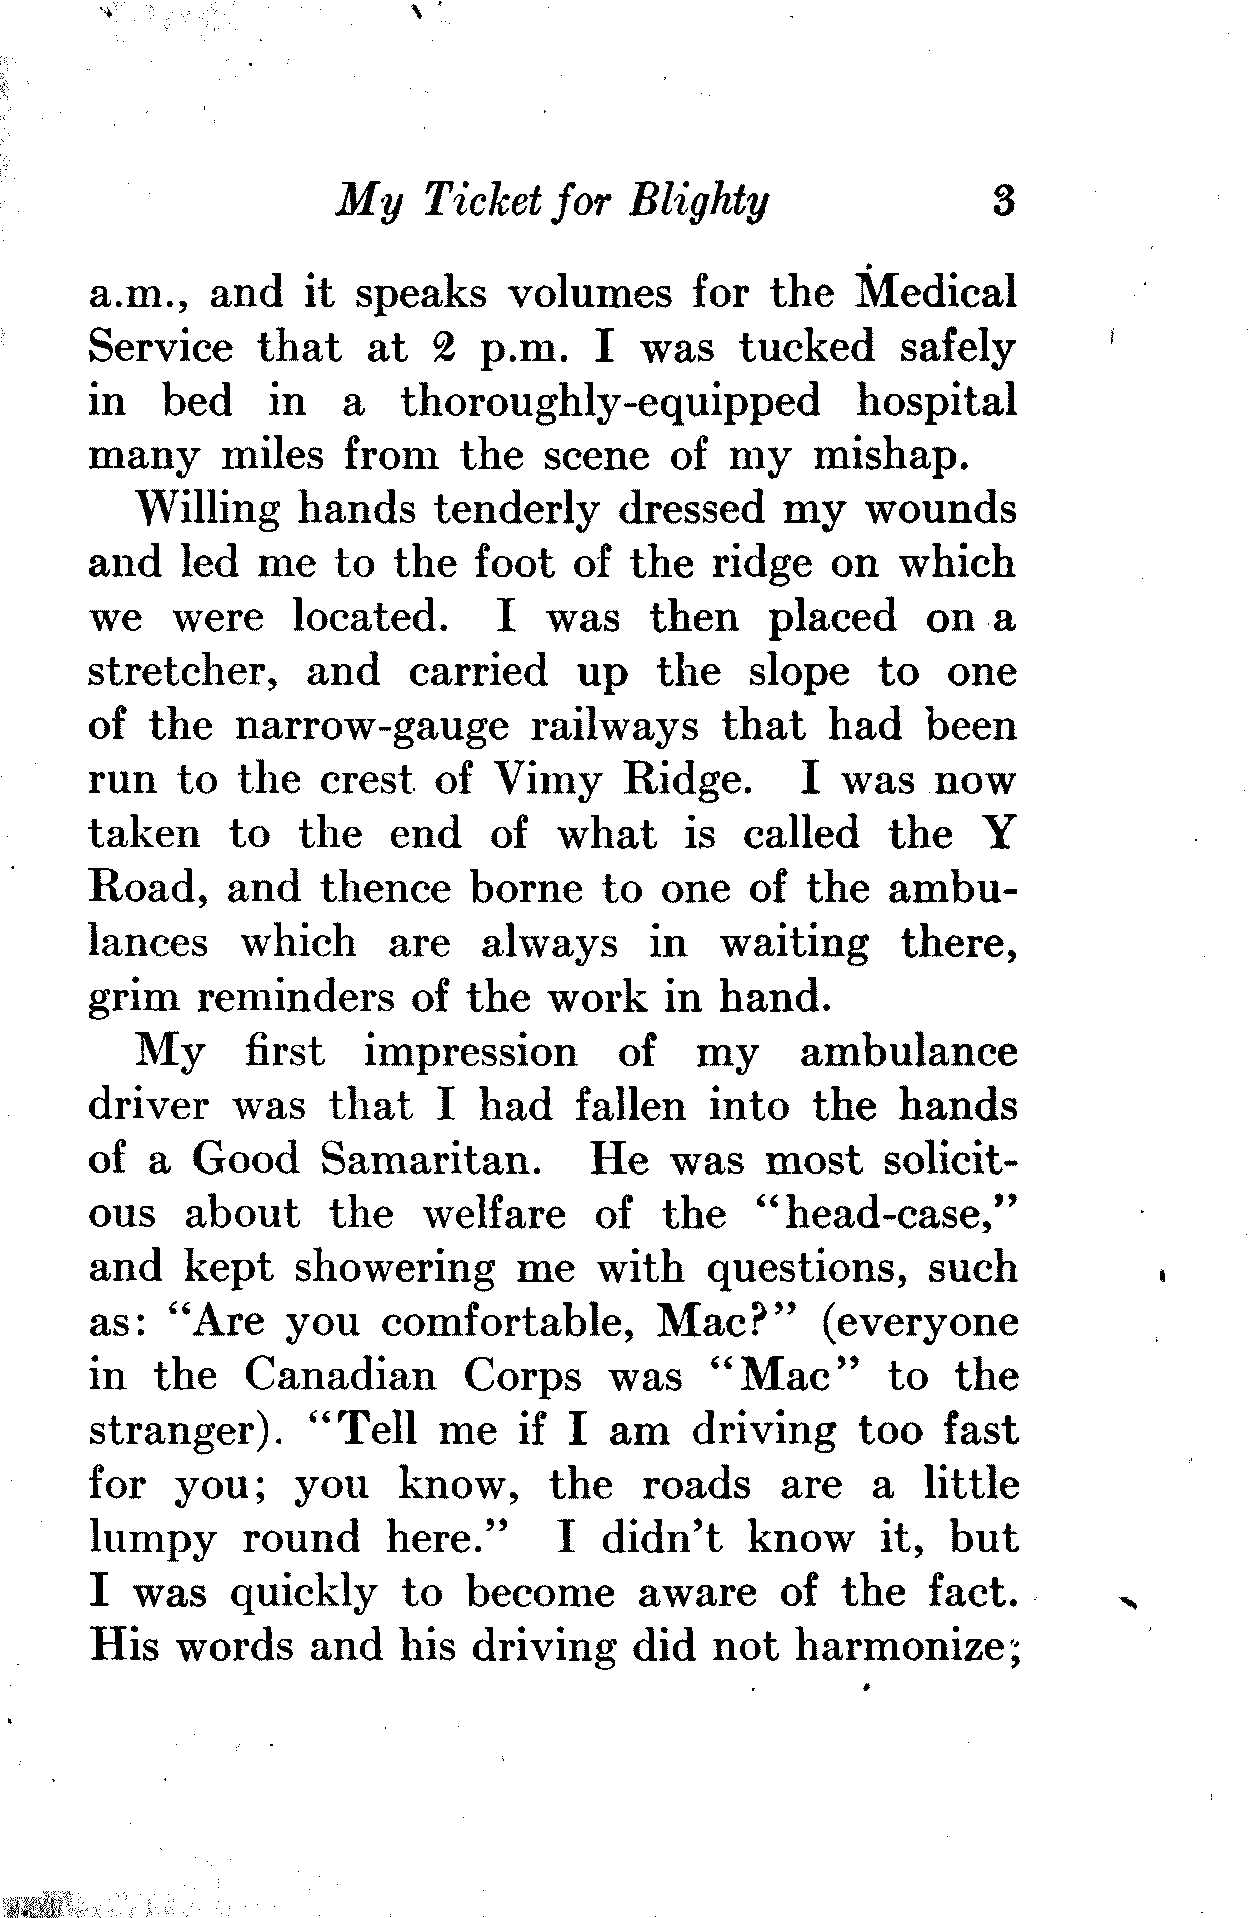 My Ticket for Blighty 3
a.m., and it speaks volumes for the Medical
Service that at 2 p.m. I was tucked safely
in bed in a thoroughly-equipped hospital
many miles from the scene of my mishap.
Willing hands tenderly dressed my wounds
and led me to the foot of the ridge on which
we were located. I was then placed on a
stretcher, and carried up the slope to one
of the narrow-gauge railways that had been
run to the crest of Vimy Ridge. I was now
taken to the end of what is called the Y
Road, and thence borne to one of the ambu-
lances which are always in waiting there,
grim reminders of the work in hand.
My first impression of my ambulance
driver was that I had fallen into the hands
of a Good Samaritan. He was most solicit-
ous about the welfare of the “head-case,”
and kept showering me with questions, such
as: “Are you comfortable, Mac?” (everyone
in the Canadian Corps was “Mac” to the
stranger). “Tell me if I am driving too fast
for you; you know, the roads are a little
lumpy round here.” I didn’t know it, but
I was quickly to become aware of the fact.
His words and his driving did not harmonize;